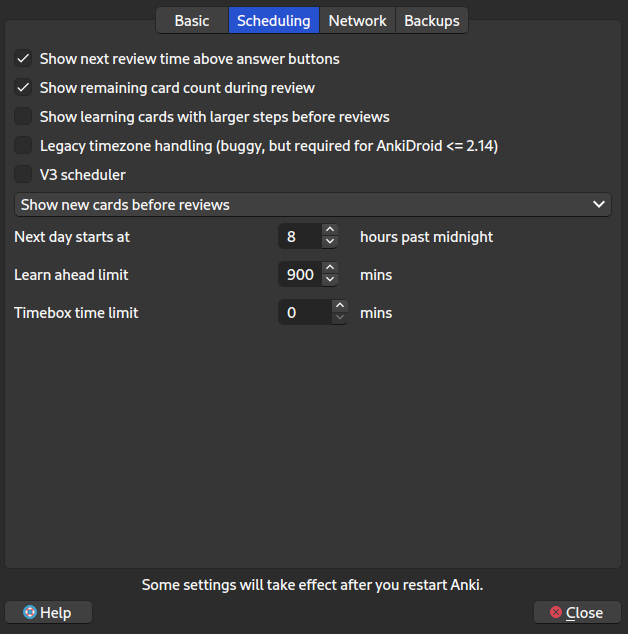 Basic Scheduling Network Backups
Show next review time above answer buttons
Show remaining card count during review
Show learning cards with larger steps before reviews
Legacy timezone handling (buggy, but required for AnkiDroid <= 2.14)
V3 scheduler
Show new cards before reviews
Next day starts at 8 hours past midnight
Learn ahead limit 900 mins
Timebox time limit 0 mins
Some settings will take effect after you restart Anki.
Help Close